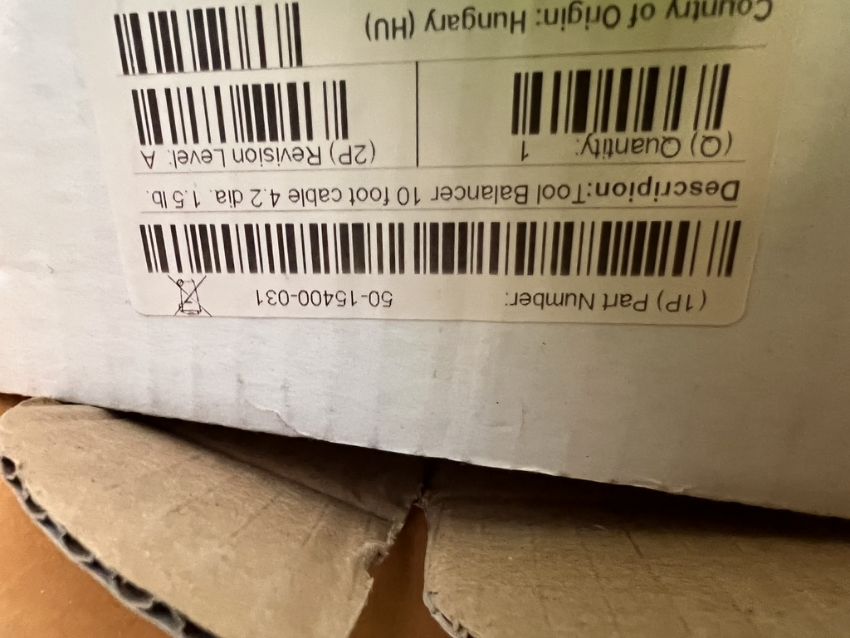 (1P) Part Number: 50-15400-031
Descripion:Tool Balancer 10 foot cable 4.2 dia. 1.5 lb.
(Q) Quantity: 1
(2P) Revision Level: A
Country of Origin: Hungary (HU)